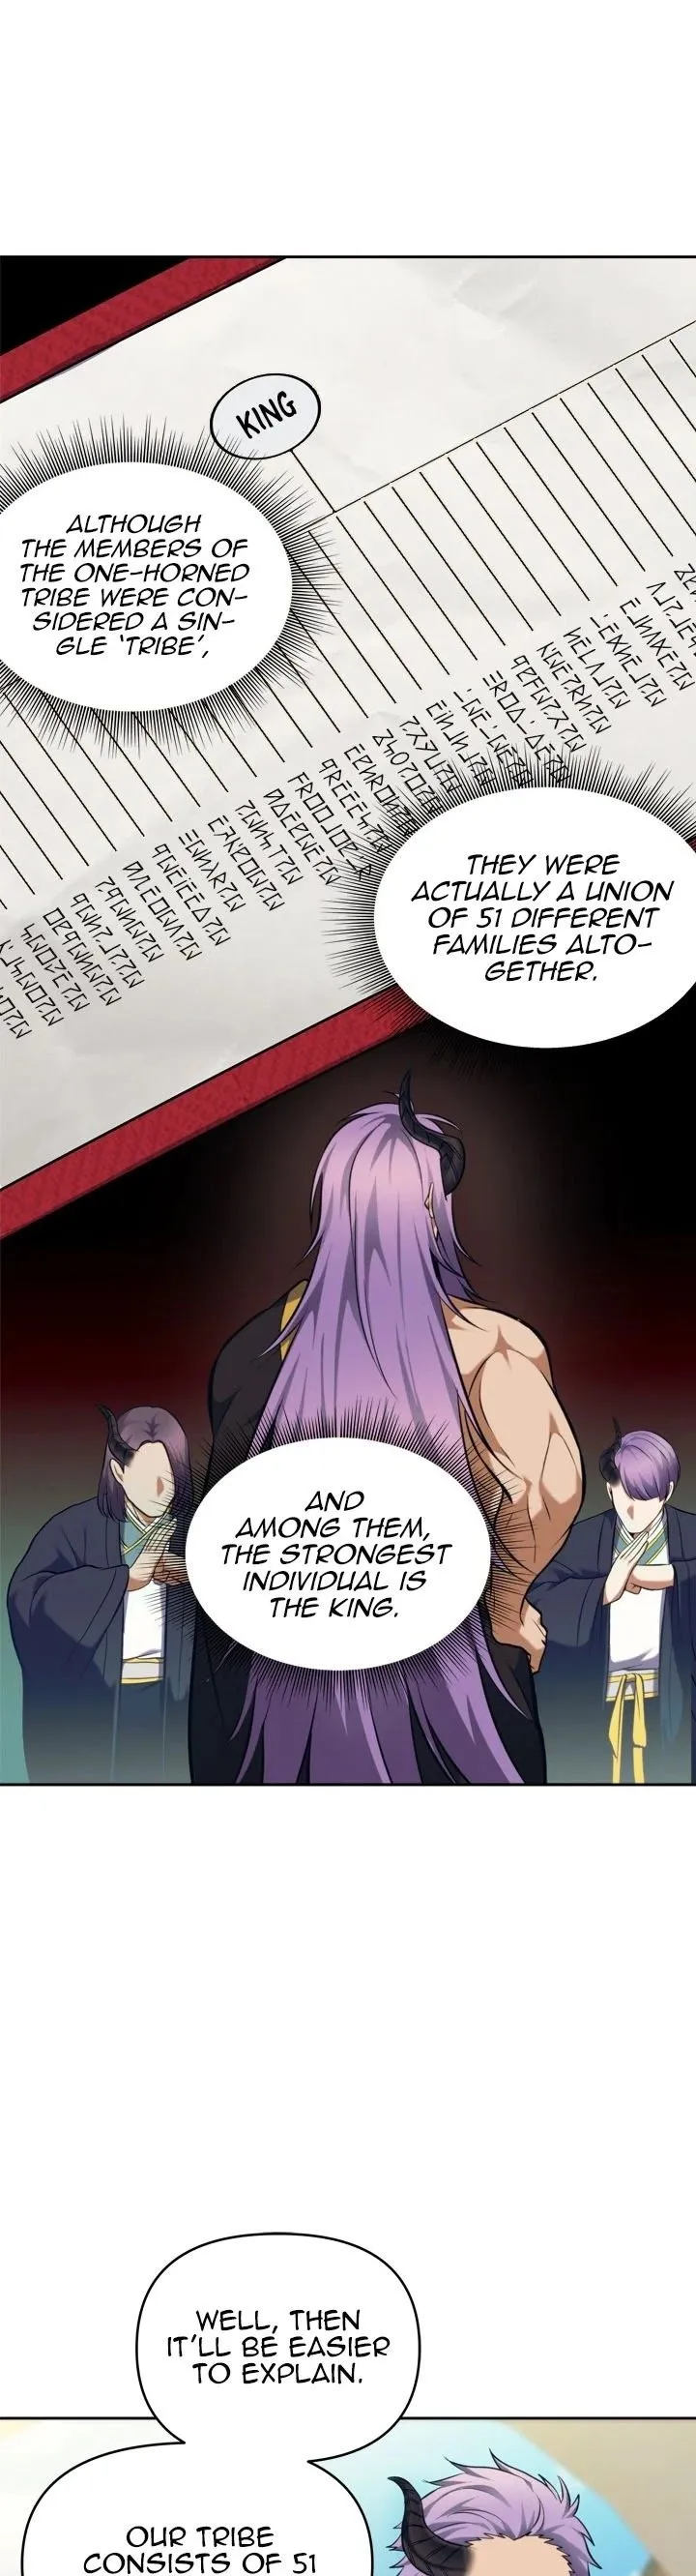 KING
ALTHOUGH
THE MEMBERS OF
THE ONE-HORNED
TRIBE WERE CON-
SIDERED A SIN-
GLE 'TRIBE',
THEY WERE
ACTUALLY A UNION
OF 51 DIFFERENT
FAMILIES ALTO-
GETHER.
AND
AMONG THEM,
THE STRONGEST
INDIVIDUAL IS
THE KING.
WELL, THEN
IT'LL BE EASIER
TO EXPLAIN.
OUR TRIBE
CONSISTS OF 51